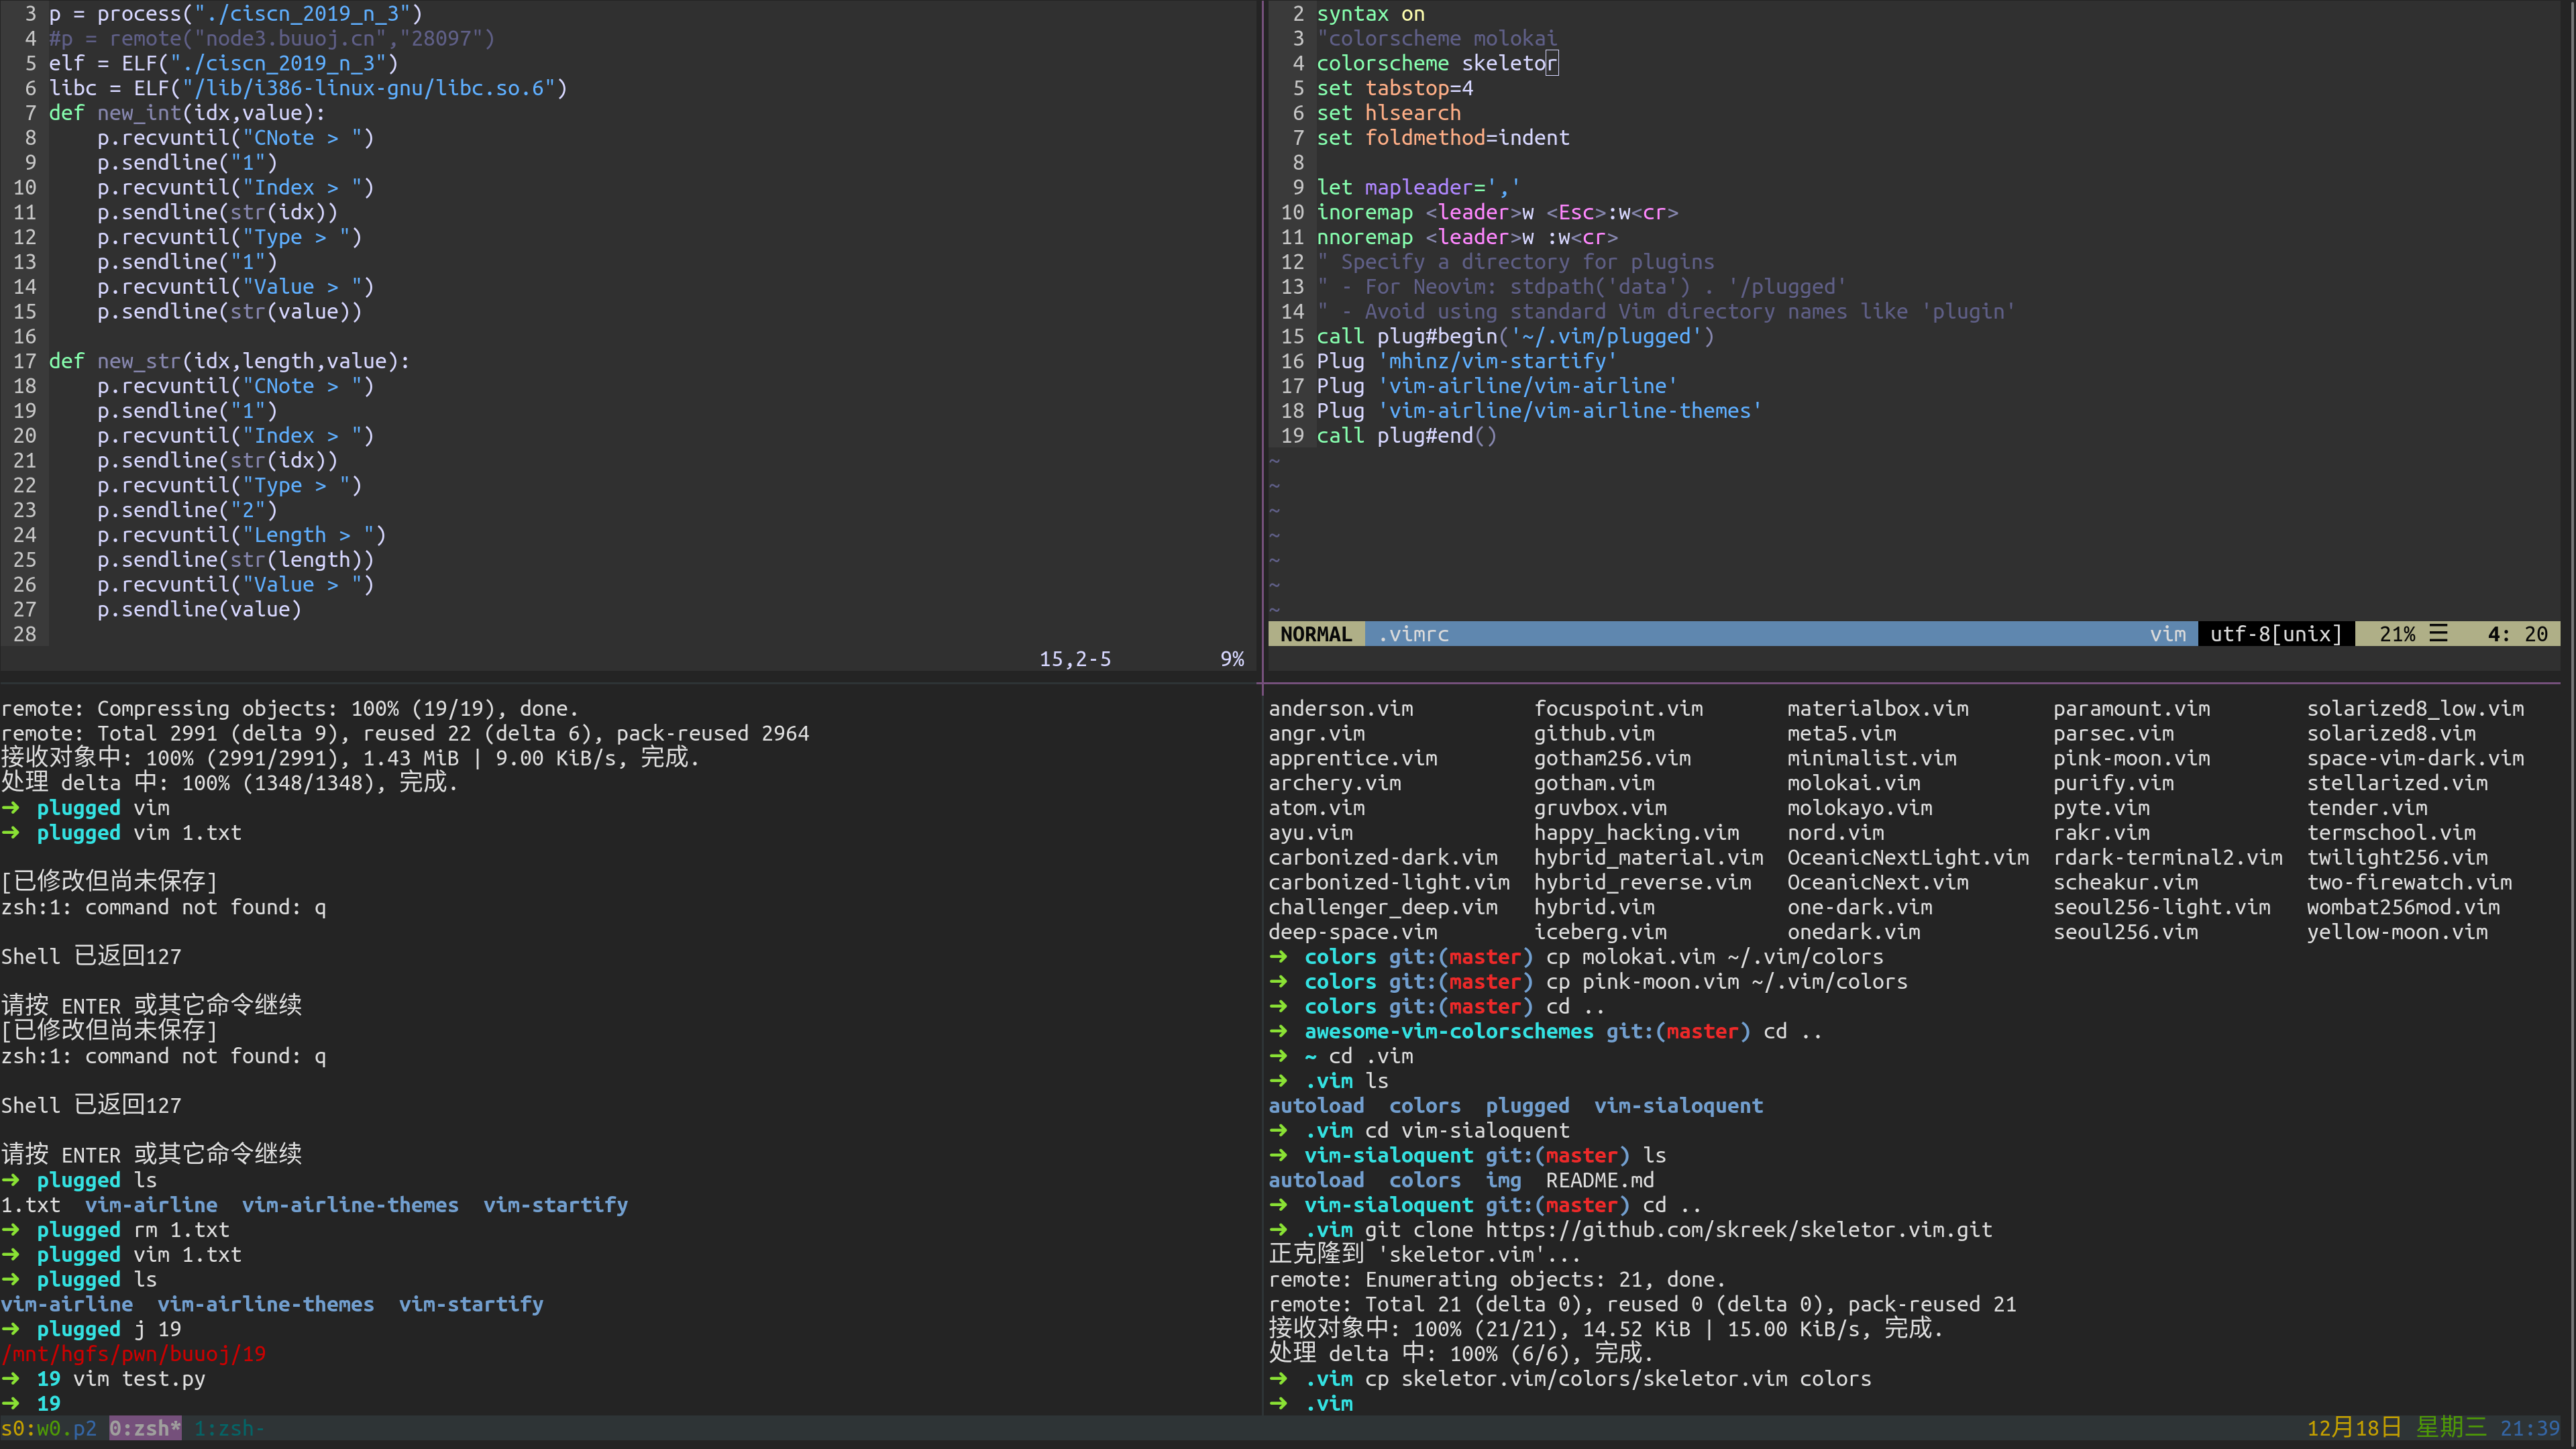 3 p = process("./ciscn_2019_n_3")
4 #p = remote("node3.buuoj.cn","28097")
5 elf = ELF("./ciscn_2019_n_3")
6 libc = ELF("/lib/i386-linux-gnu/libc.so.6")
7 def new_int(idx,value):
8     p.recvuntil("CNote > ")
9     p.sendline("1")
10     p.recvuntil("Index > ")
11     p.sendline(str(idx))
12     p.recvuntil("Type > ")
13     p.sendline("1")
14     p.recvuntil("Value > ")
15     p.sendline(str(value))
16
17 def new_str(idx,length,value):
18     p.recvuntil("CNote > ")
19     p.sendline("1")
20     p.recvuntil("Index > ")
21     p.sendline(str(idx))
22     p.recvuntil("Type > ")
23     p.sendline("2")
24     p.recvuntil("Length > ")
25     p.sendline(str(length))
26     p.recvuntil("Value > ")
27     p.sendline(value)
28
15,2-5 9%
2 syntax on
3 "colorscheme molokai
4 colorscheme skeletor
5 set tabstop=4
6 set hlsearch
7 set foldmethod=indent
8
9 let mapleader=','
10 inoremap <leader>w <Esc>:w<cr>
11 nnoremap <leader>w :w<cr>
12 " Specify a directory for plugins
13 " - For Neovim: stdpath('data') . '/plugged'
14 " - Avoid using standard Vim directory names like 'plugin'
15 call plug#begin('~/.vim/plugged')
16 Plug 'mhinz/vim-startify'
17 Plug 'vim-airline/vim-airline'
18 Plug 'vim-airline/vim-airline-themes'
19 call plug#end()
~
~
~
~
~
~
~
NORMAL .vimrc vim utf-8[unix] 21% ☰ 4: 20
remote: Compressing objects: 100% (19/19), done.
remote: Total 2991 (delta 9), reused 22 (delta 6), pack-reused 2964
接收对象中: 100% (2991/2991), 1.43 MiB | 9.00 KiB/s, 完成.
处理 delta 中: 100% (1348/1348), 完成.
➜ plugged vim
➜ plugged vim 1.txt
[已修改但尚未保存]
zsh:1: command not found: q
Shell 已返回127
请按 ENTER 或其它命令继续
[已修改但尚未保存]
zsh:1: command not found: q
Shell 已返回127
请按 ENTER 或其它命令继续
➜ plugged ls
1.txt vim-airline vim-airline-themes vim-startify
➜ plugged rm 1.txt
➜ plugged vim 1.txt
➜ plugged ls
vim-airline vim-airline-themes vim-startify
➜ plugged j 19
/mnt/hgfs/pwn/buuoj/19
➜ 19 vim test.py
➜ 19
anderson.vim focuspoint.vim materialbox.vim paramount.vim solarized8_low.vim
angr.vim github.vim meta5.vim parsec.vim solarized8.vim
apprentice.vim gotham256.vim minimalist.vim pink-moon.vim space-vim-dark.vim
archery.vim gotham.vim molokai.vim purify.vim stellarized.vim
atom.vim gruvbox.vim molokayo.vim pyte.vim tender.vim
ayu.vim happy_hacking.vim nord.vim rakr.vim termschool.vim
carbonized-dark.vim hybrid_material.vim OceanicNextLight.vim rdark-terminal2.vim twilight256.vim
carbonized-light.vim hybrid_reverse.vim OceanicNext.vim scheakur.vim two-firewatch.vim
challenger_deep.vim hybrid.vim one-dark.vim seoul256-light.vim wombat256mod.vim
deep-space.vim iceberg.vim onedark.vim seoul256.vim yellow-moon.vim
➜ colors git:(master) cp molokai.vim ~/.vim/colors
➜ colors git:(master) cp pink-moon.vim ~/.vim/colors
➜ colors git:(master) cd ..
➜ awesome-vim-colorschemes git:(master) cd ..
➜ ~ cd .vim
➜ .vim ls
autoload colors plugged vim-sialoquent
➜ .vim cd vim-sialoquent
➜ vim-sialoquent git:(master) ls
autoload colors img README.md
➜ vim-sialoquent git:(master) cd ..
➜ .vim git clone https://github.com/skreek/skeletor.vim.git
正克隆到 'skeletor.vim'...
remote: Enumerating objects: 21, done.
remote: Total 21 (delta 0), reused 0 (delta 0), pack-reused 21
接收对象中: 100% (21/21), 14.52 KiB | 15.00 KiB/s, 完成.
处理 delta 中: 100% (6/6), 完成.
➜ .vim cp skeletor.vim/colors/skeletor.vim colors
➜ .vim
s0:w0.p2 0:zsh* 1:zsh- 12月18日 星期三 21:39